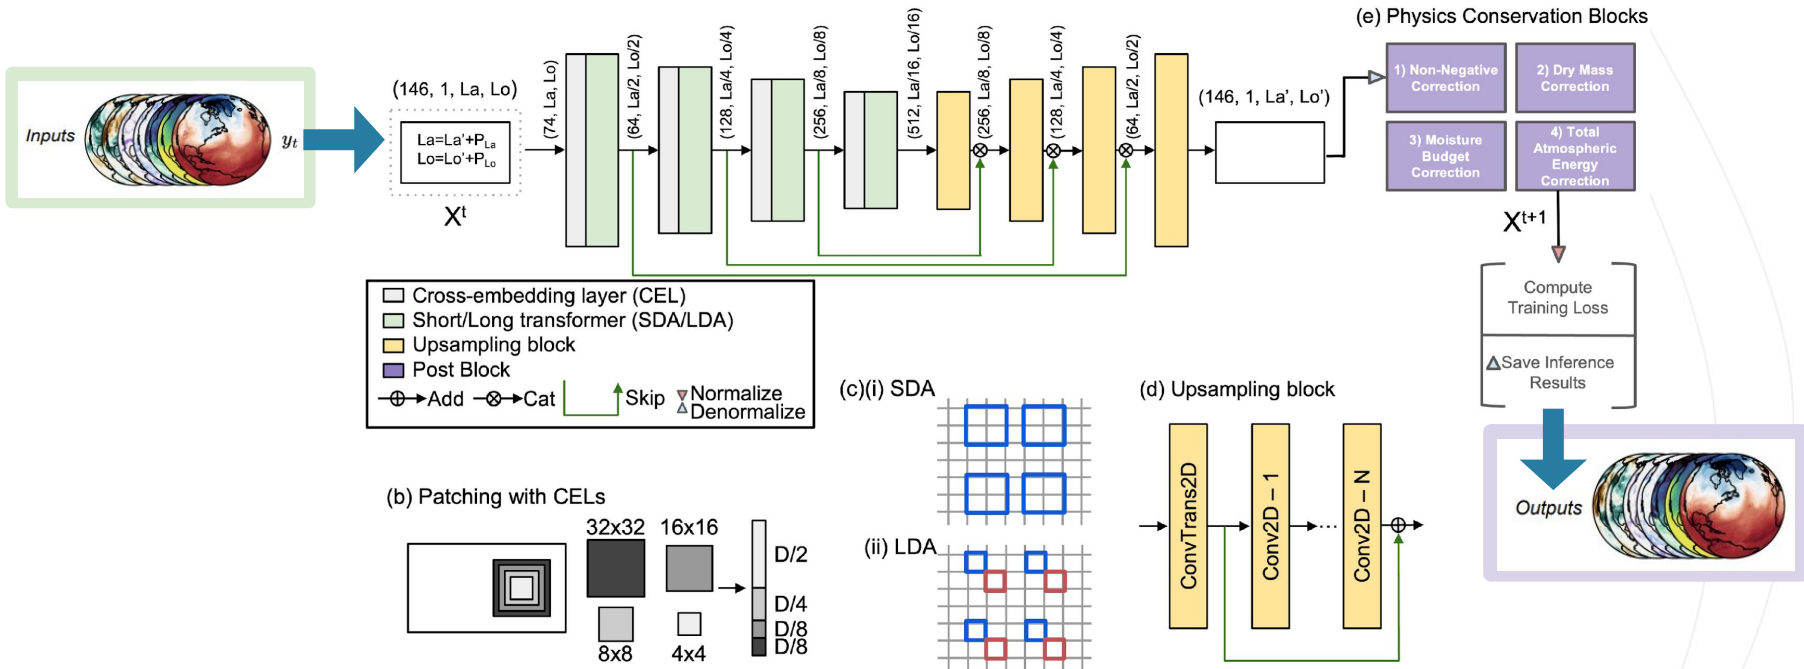 (e) Physics Conservation Blocks
Inputs
y_t
(146, 1, La, Lo)
La=La'+P_La
Lo=Lo'+P_Lo
X^t
(74, La, Lo)
(64, La/2, Lo/2)
(128, La/4, Lo/4)
(256, La/8, Lo/8)
(512, La/16, Lo/16)
(256, La/8, Lo/8)
(128, La/4, Lo/4)
(64, La/2, Lo/2)
(146, 1, La', Lo')
1) Non-Negative
Correction
2) Dry Mass
Correction
3) Moisture
Budget
Correction
4) Total
Atmospheric
Energy
Correction
X^t+1
Compute
Training Loss
Save Inference
Results
Outputs
Cross-embedding layer (CEL)
Short/Long transformer (SDA/LDA)
Upsampling block
Post Block
Add
Cat
Skip
Normalize
Denormalize
(b) Patching with CELs
32x32
16x16
8x8
4x4
D/2
D/4
D/8
D/8
(c)(i) SDA
(ii) LDA
(d) Upsampling block
ConvTrans2D
Conv2D – 1
...
Conv2D – N